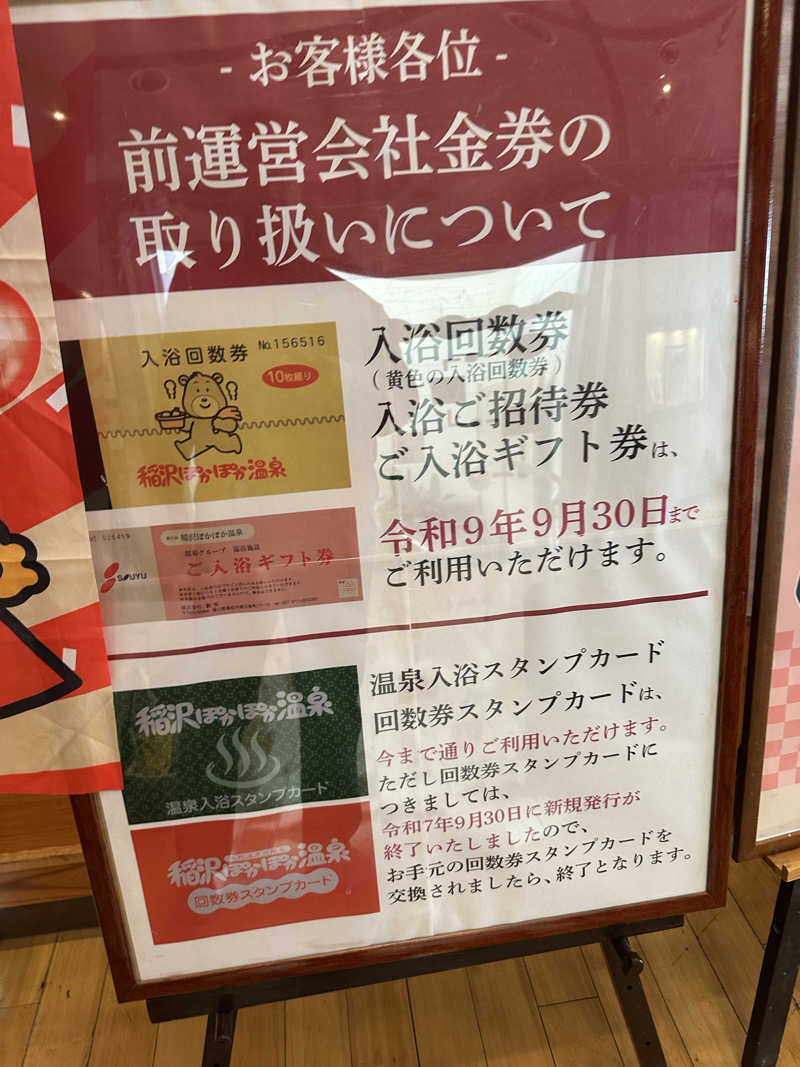 - お客様各位 -
前運営会社金券の
取り扱いについて
入浴回数券 No.156516
10枚綴り
稲沢ぽかぽか温泉
入浴回数券
(黄色の入浴回数券)
入浴ご招待券
ご入浴ギフト券は、
令和9年9月30日まで
ご利用いただけます。
稲沢ぽかぽか温泉
ご入浴ギフト券
SOUYU
温泉入浴スタンプカード
回数券スタンプカードは、
今まで通りご利用いただけます。
ただし回数券スタンプカードに
つきましては、
令和7年9月30日に新規発行が
終了いたしましたので、
お手元の回数券スタンプカードを
交換されましたら、終了となります。
稲沢ぽかぽか温泉
温泉入浴スタンプカード
稲沢ぽかぽか温泉
回数券スタンプカード